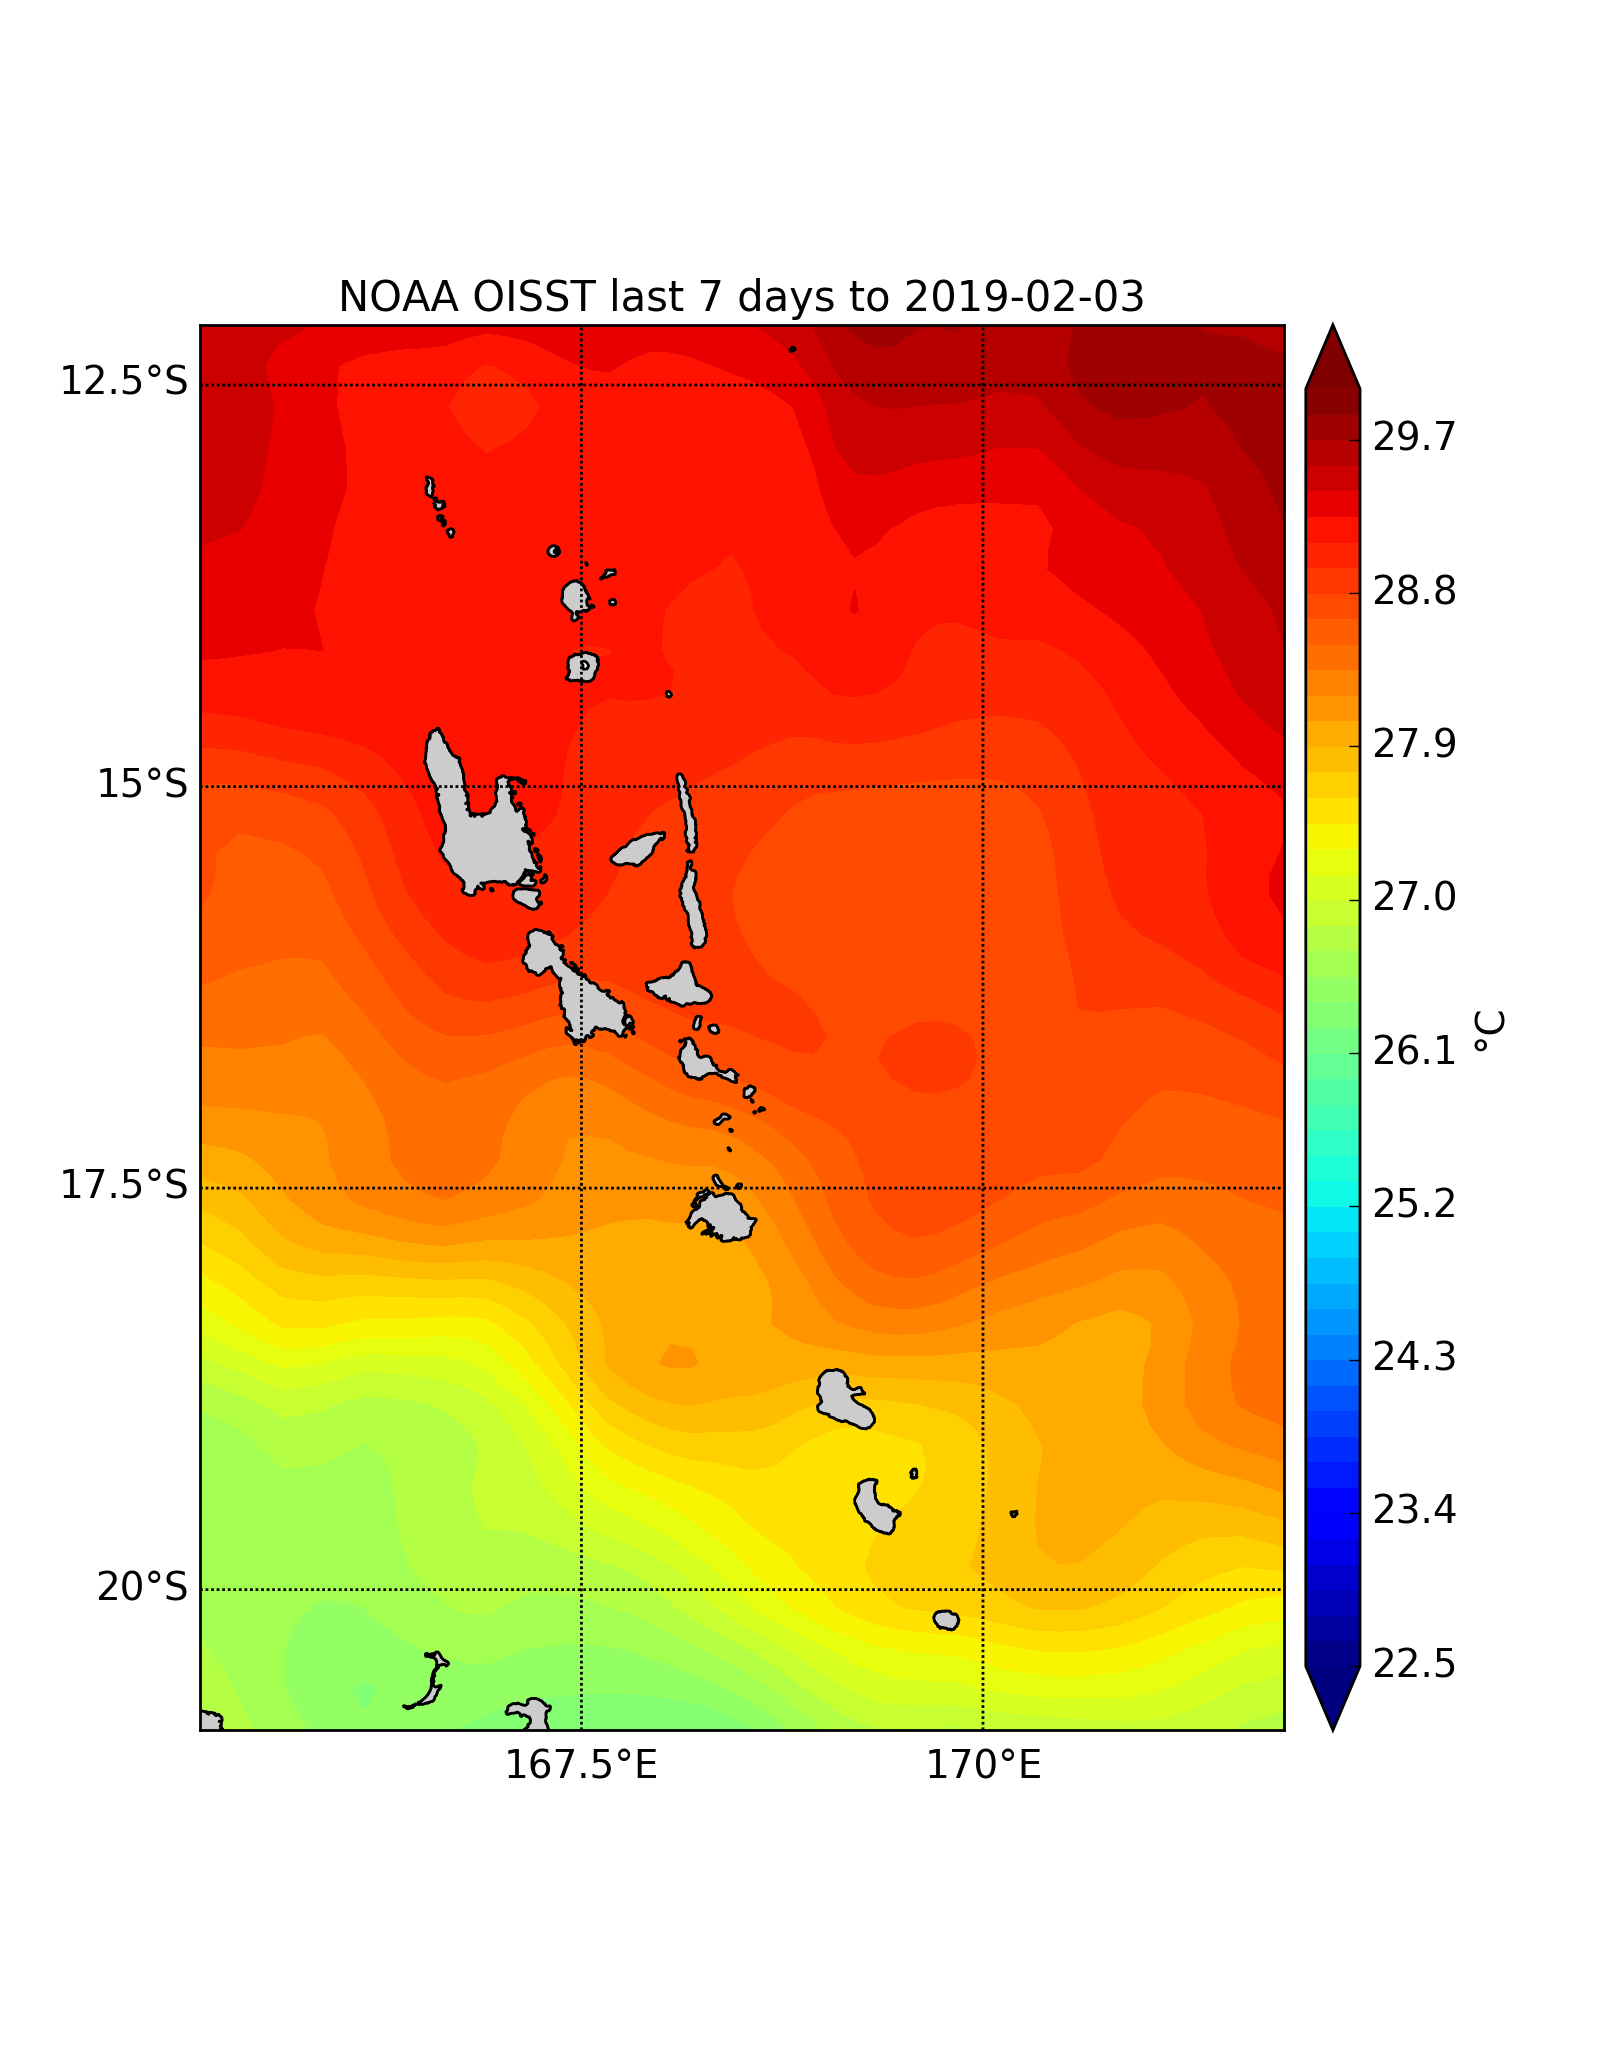 NOAA OISST last 7 days to 2019-02-03
12.5°S
15°S
17.5°S
20°S
167.5°E
170°E
29.7
28.8
27.9
27.0
26.1
25.2
24.3
23.4
22.5
°C